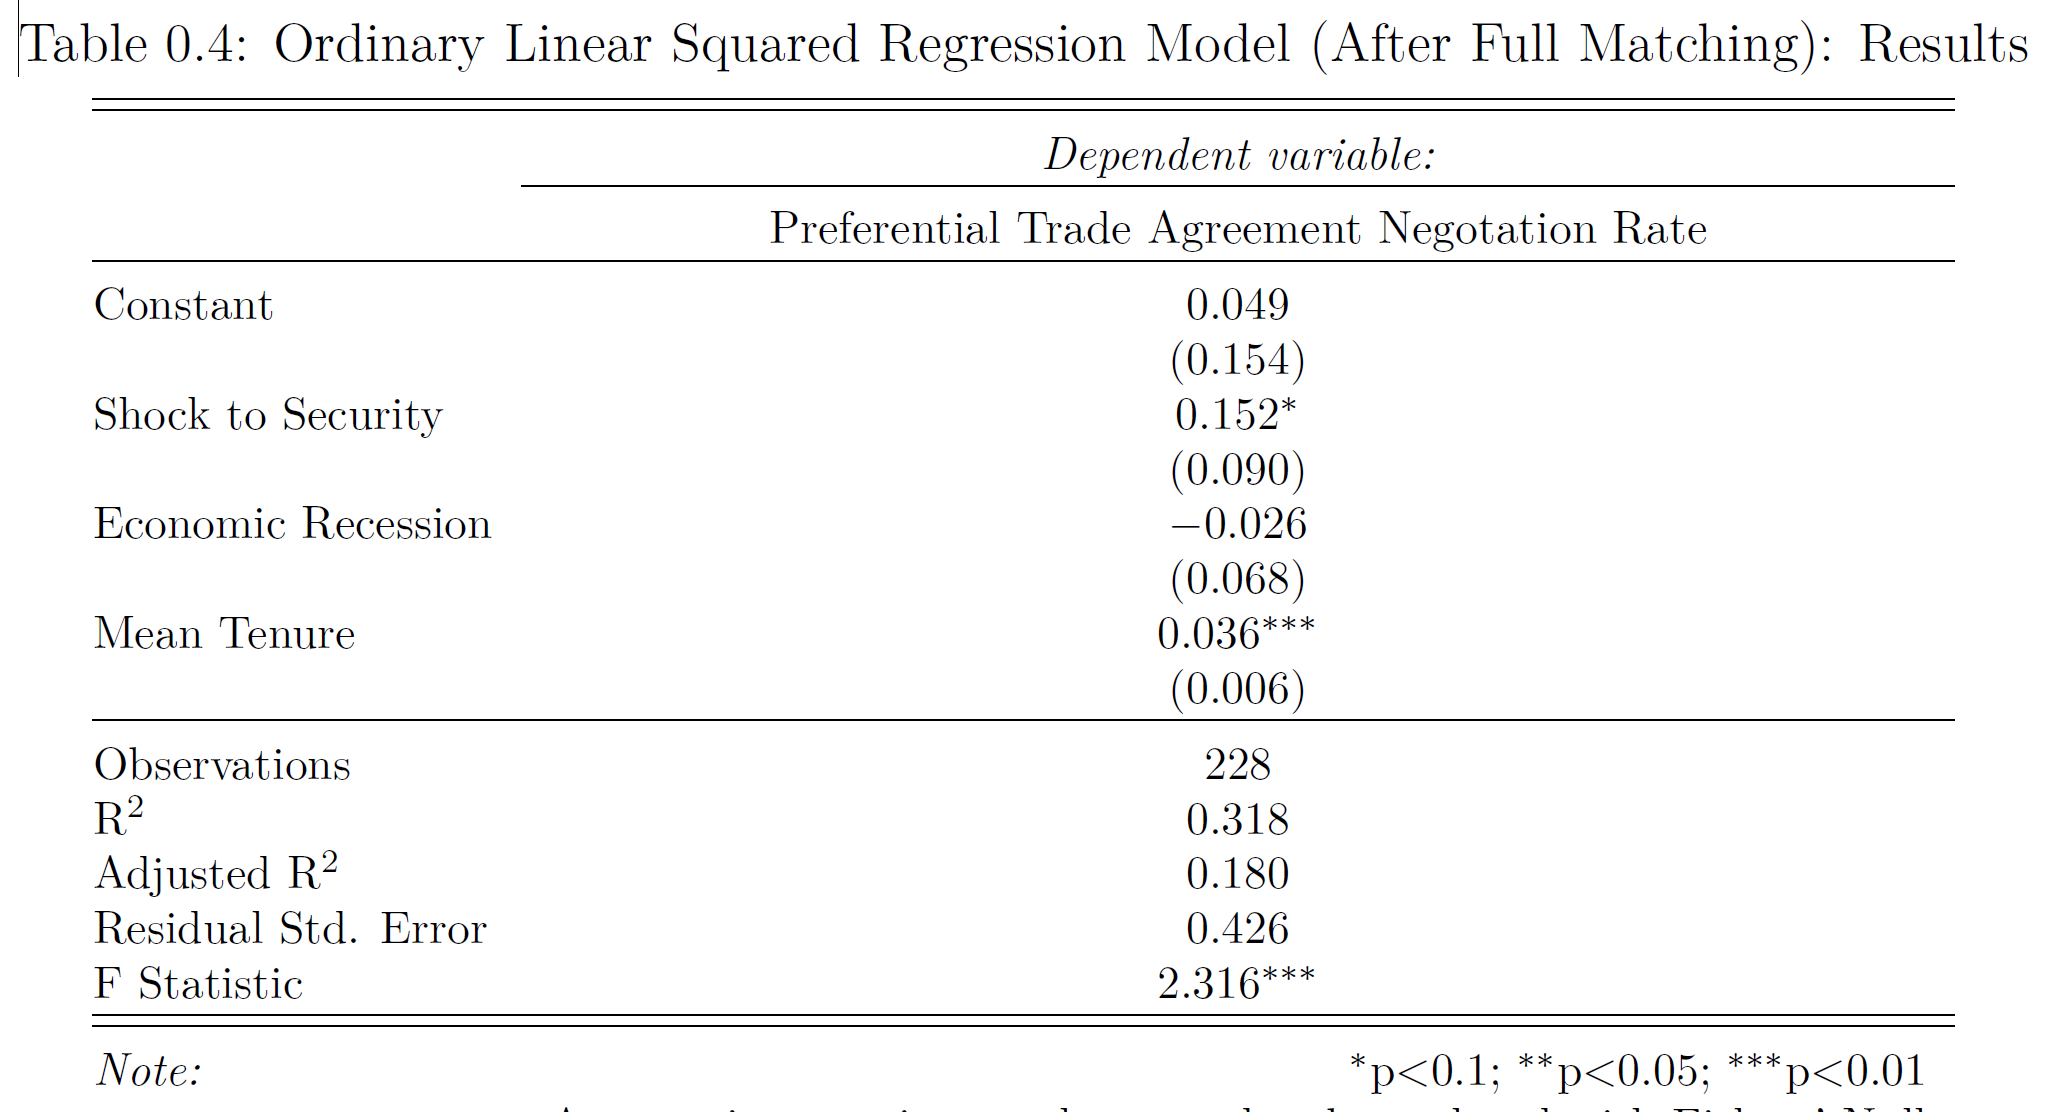 Table 0.4: Ordinary Linear Squared Regression Model (After Full Matching): Results
Dependent variable:
Preferential Trade Agreement Negotation Rate
Constant 0.049
(0.154)
Shock to Security 0.152*
(0.090)
Economic Recession −0.026
(0.068)
Mean Tenure 0.036***
(0.006)
Observations 228
R² 0.318
Adjusted R² 0.180
Residual Std. Error 0.426
F Statistic 2.316***
Note: *p<0.1; **p<0.05; ***p<0.01